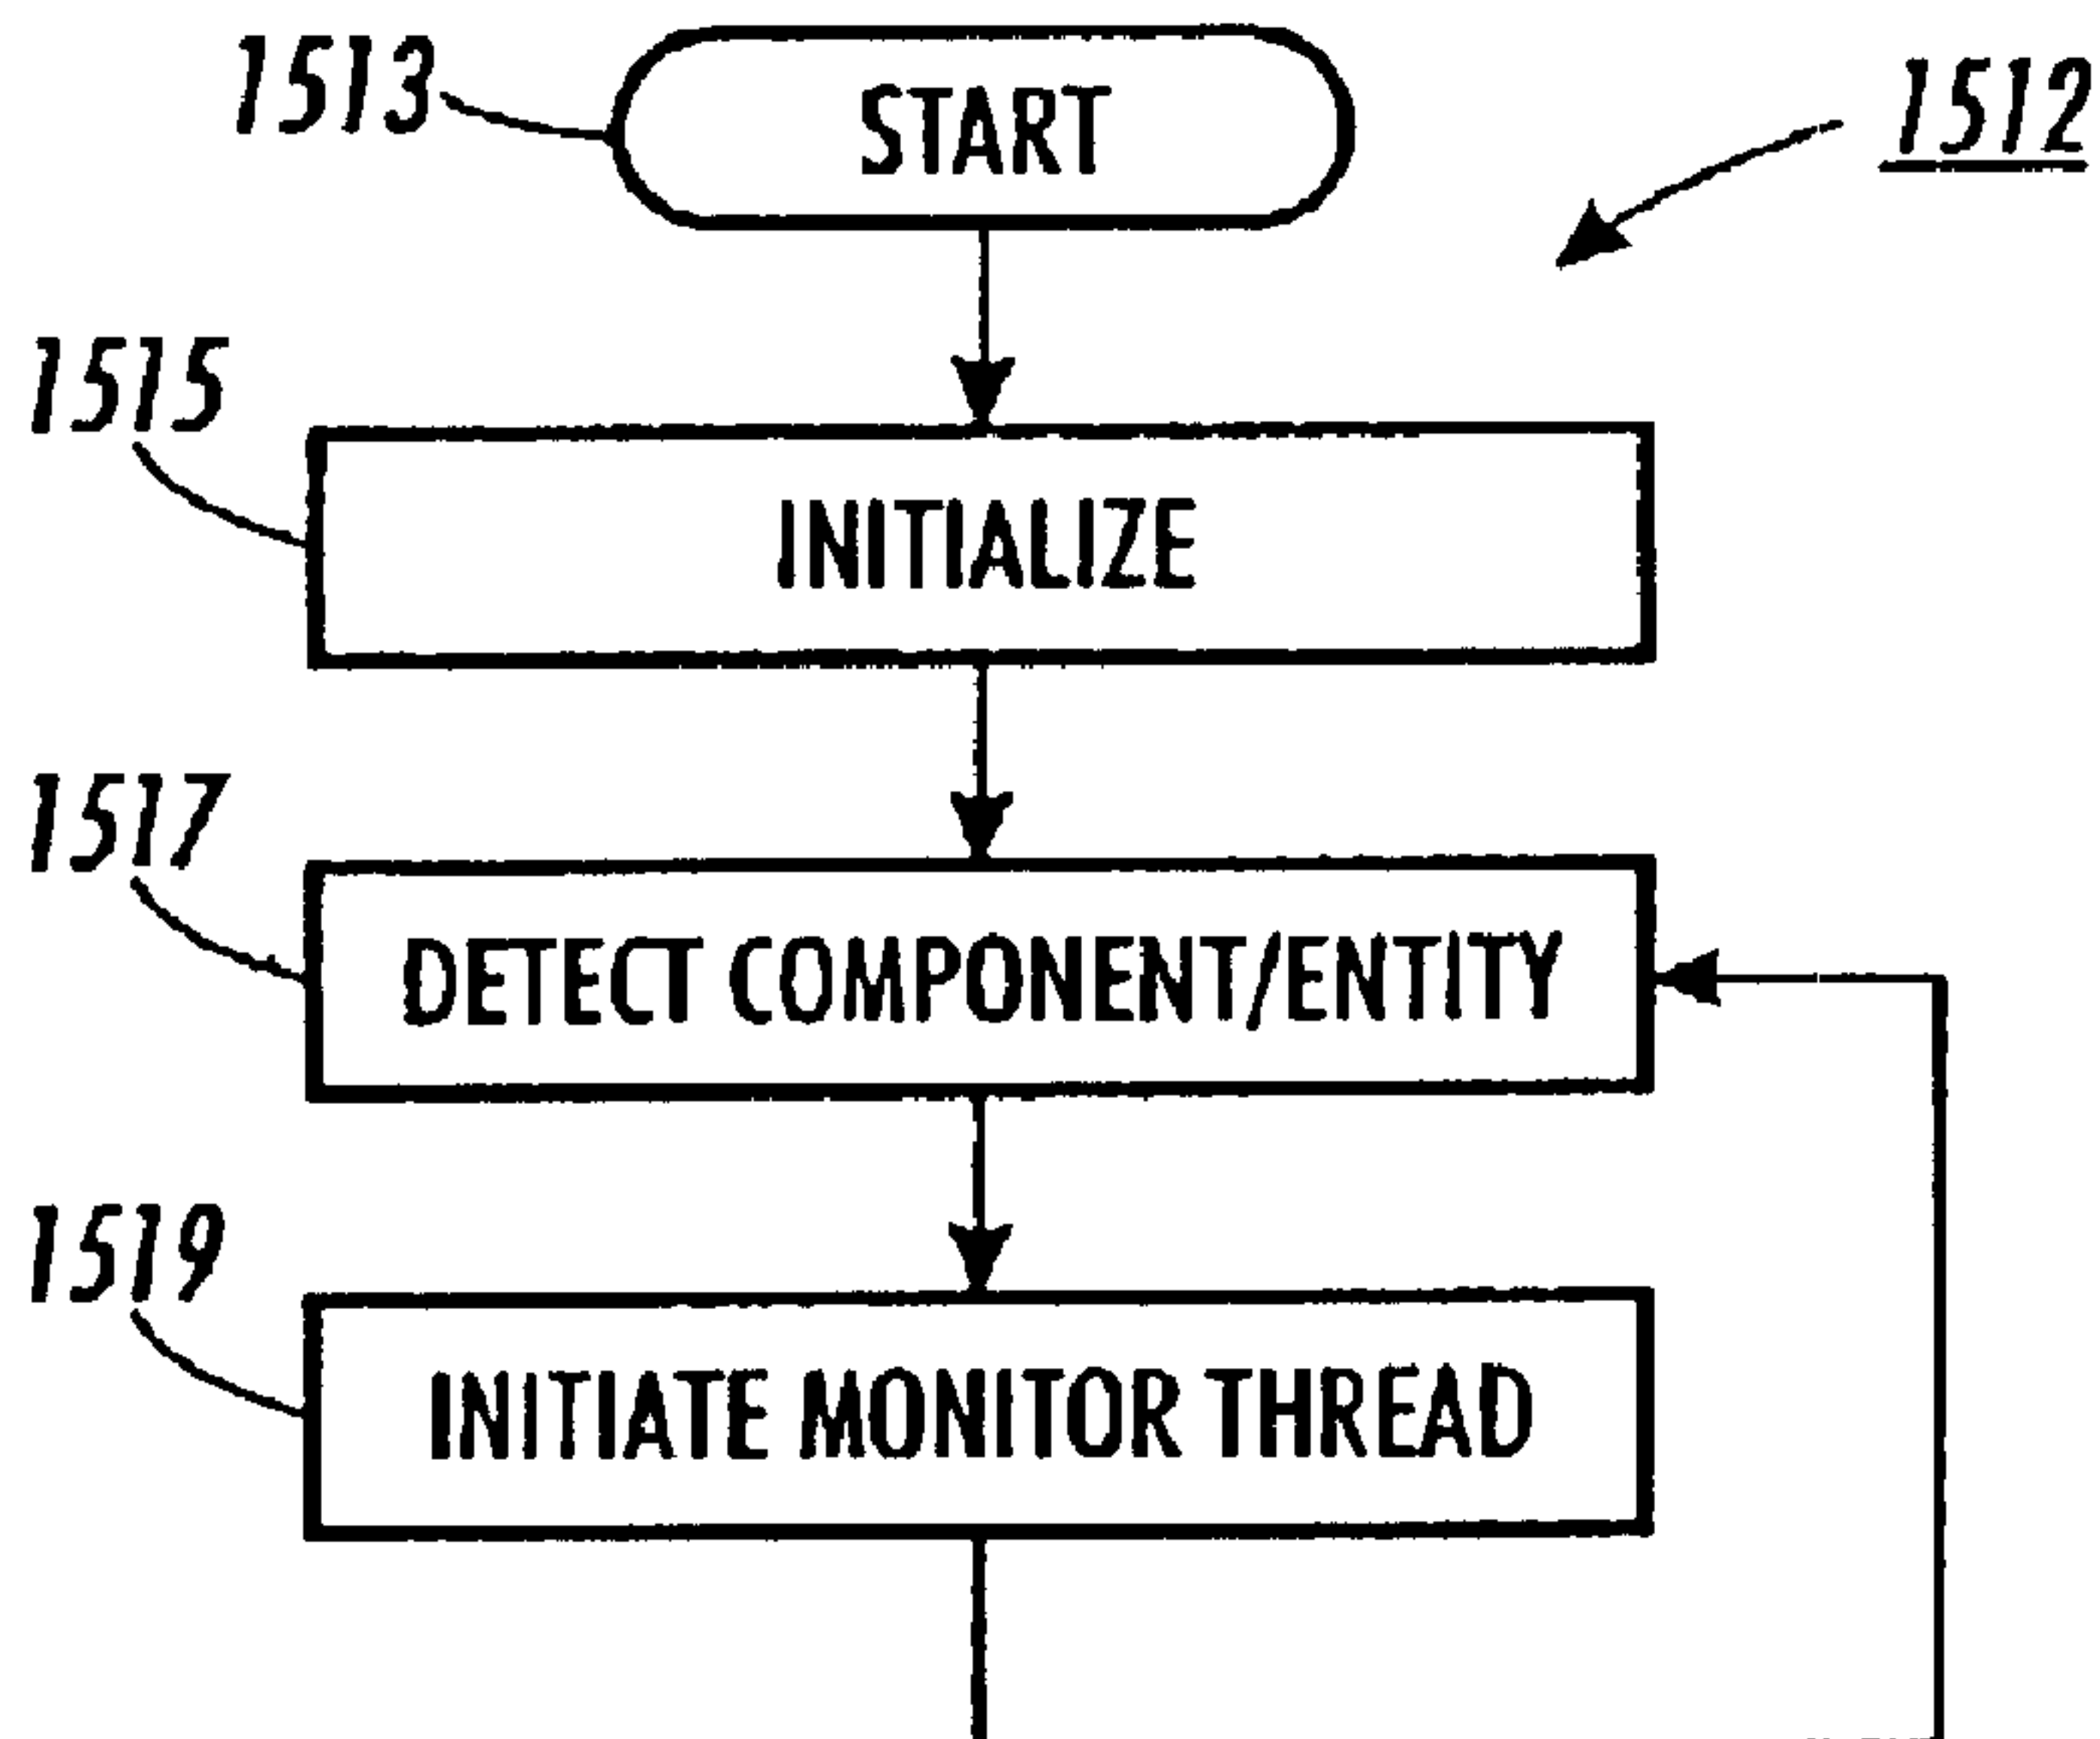 1513
START
1512
1515
INITIALIZE
1517
DETECT COMPONENT/ENTITY
1519
INITIATE MONITOR THREAD